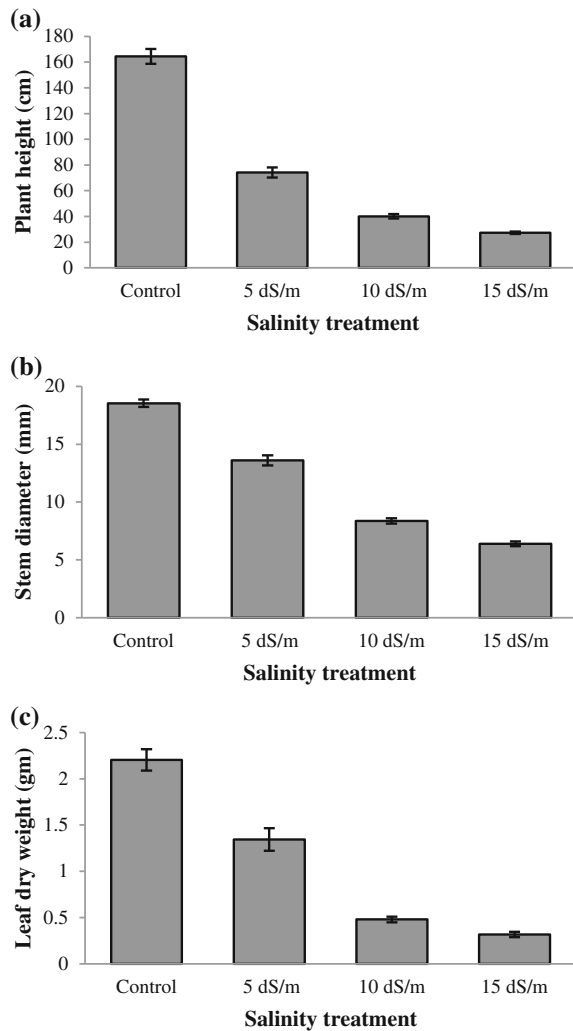 (a)
Plant height (cm)
180
160
140
120
100
80
60
40
20
0
Control 5 dS/m 10 dS/m 15 dS/m
Salinity treatment
(b)
Stem diameter (mm)
20
15
10
5
0
Control 5 dS/m 10 dS/m 15 dS/m
Salinity treatment
(c)
Leaf dry weight (gm)
2.5
2
1.5
1
0.5
0
Control 5 dS/m 10 dS/m 15 dS/m
Salinity treatment